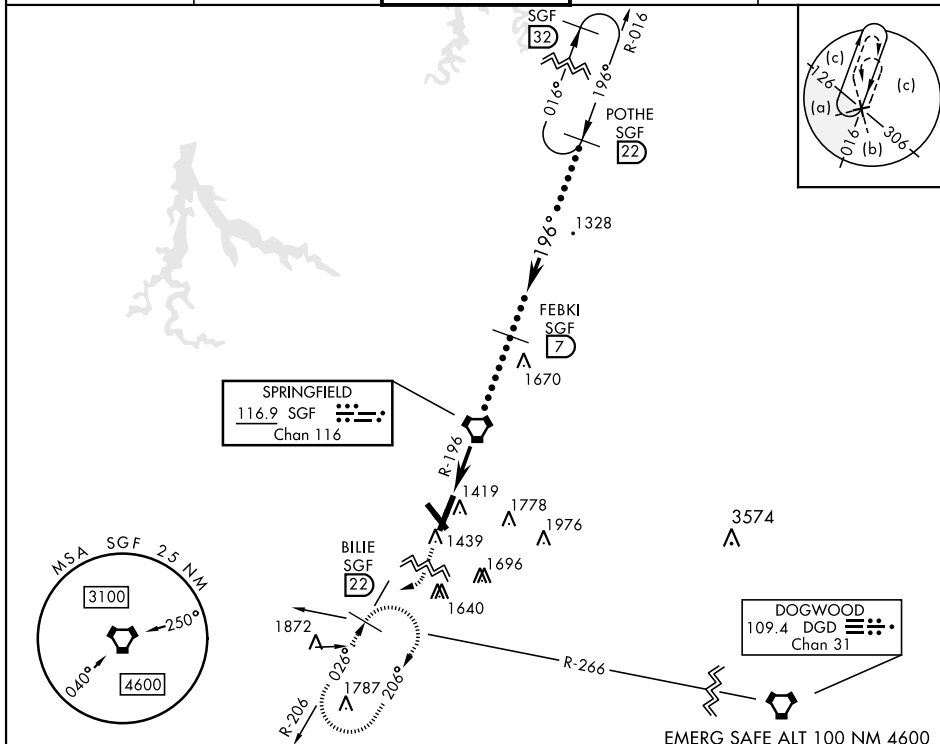 SGF
32
R-016
016°
196°
POTHE
SGF
22
(c)
126
(c)
(a)
016
(b)
306
1328
196°
FEBKI
SGF
7
1670
SPRINGFIELD
116.9 SGF
Chan 116
R-196
1419
1778
1439
1976
3574
1696
1640
BILIE
SGF
22
MSA SGF 25 NM
3100
250°
040°
4600
1872
026°
206°
1787
R-206
R-266
DOGWOOD
109.4 DGD
Chan 31
EMERG SAFE ALT 100 NM 4600